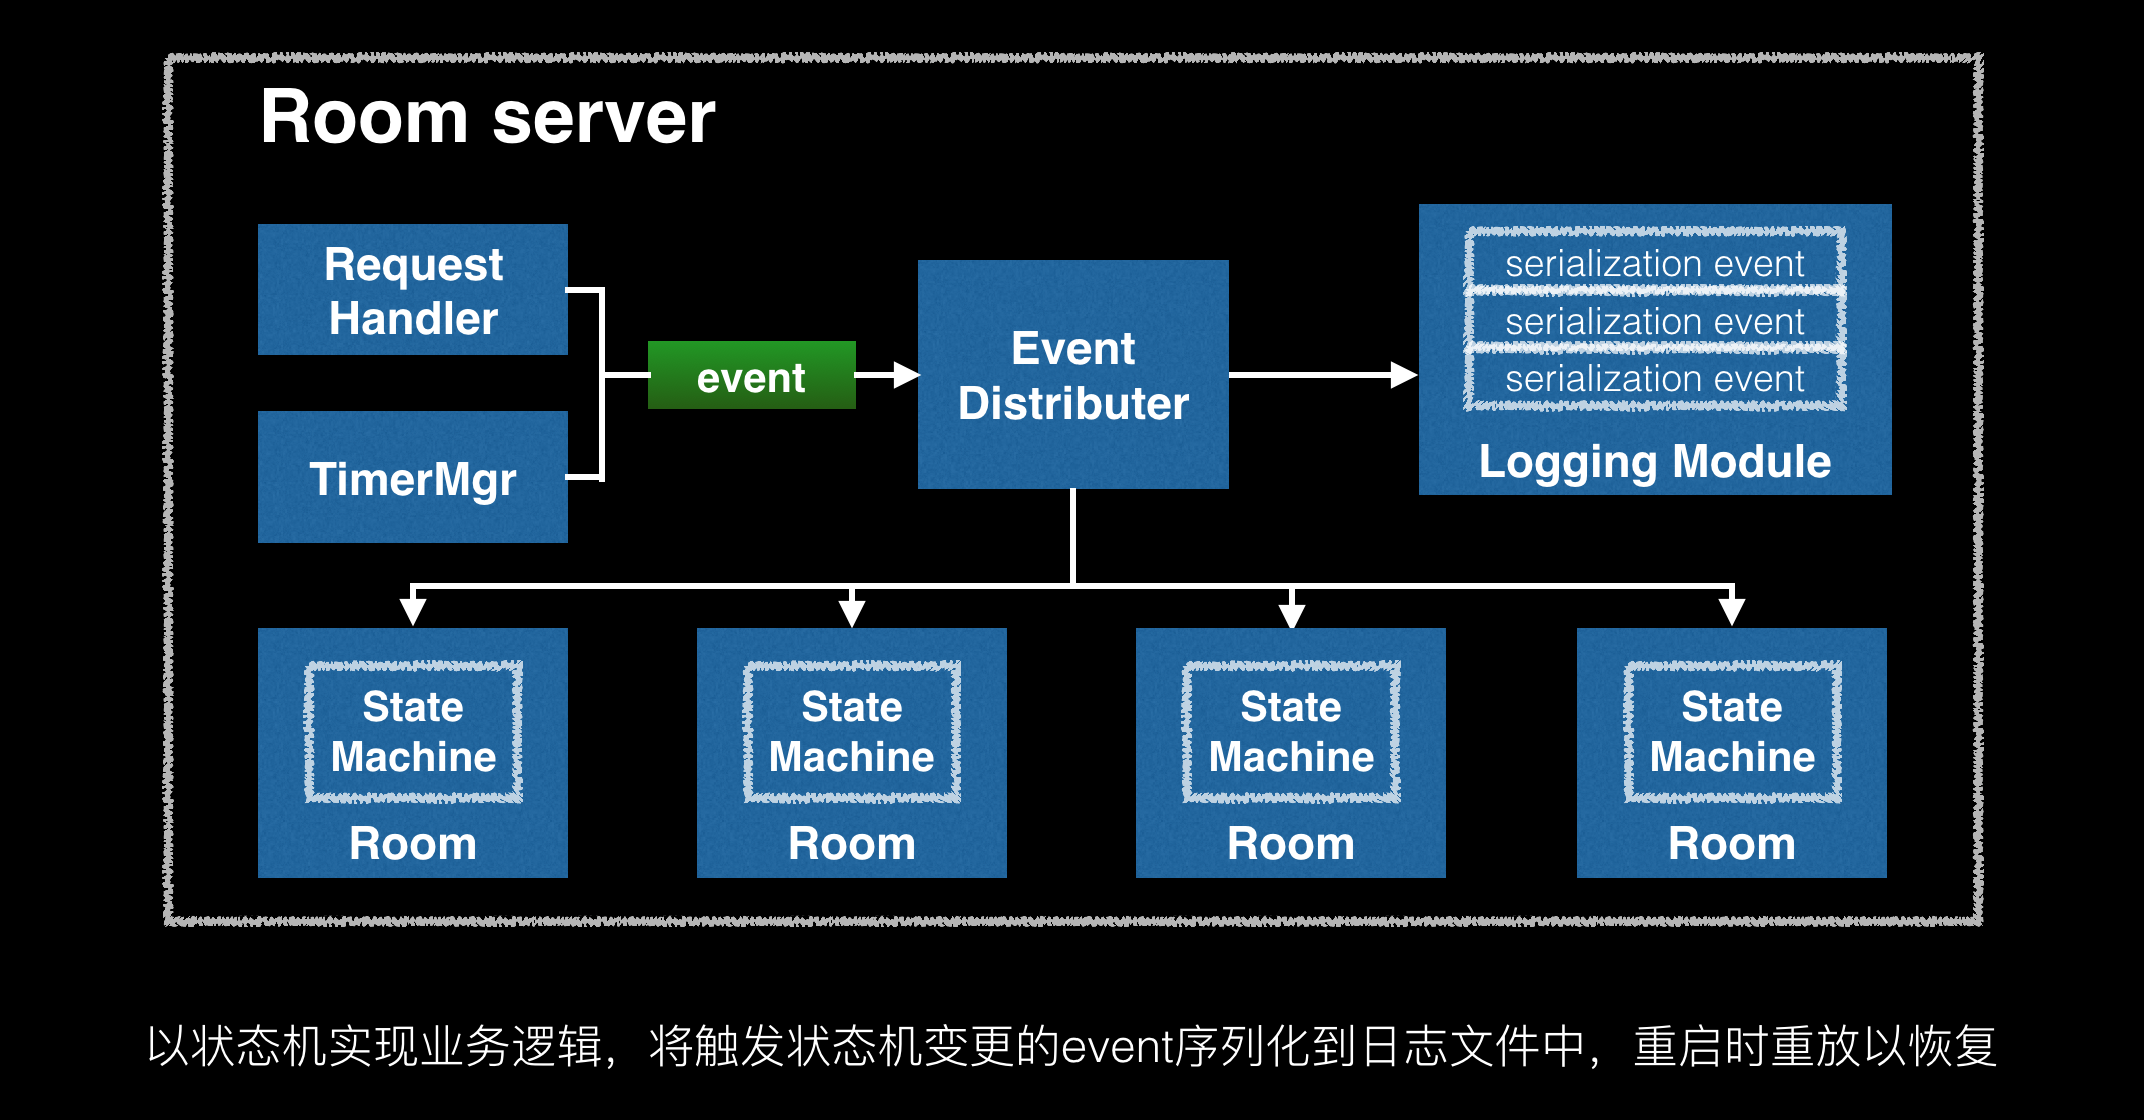 Room server
Request
Handler
TimerMgr
event
Event
Distributer
serialization event
serialization event
serialization event
Logging Module
State
Machine
Room
State
Machine
Room
State
Machine
Room
State
Machine
Room
以状态机实现业务逻辑，将触发状态机变更的event序列化到日志文件中，重启时重放以恢复